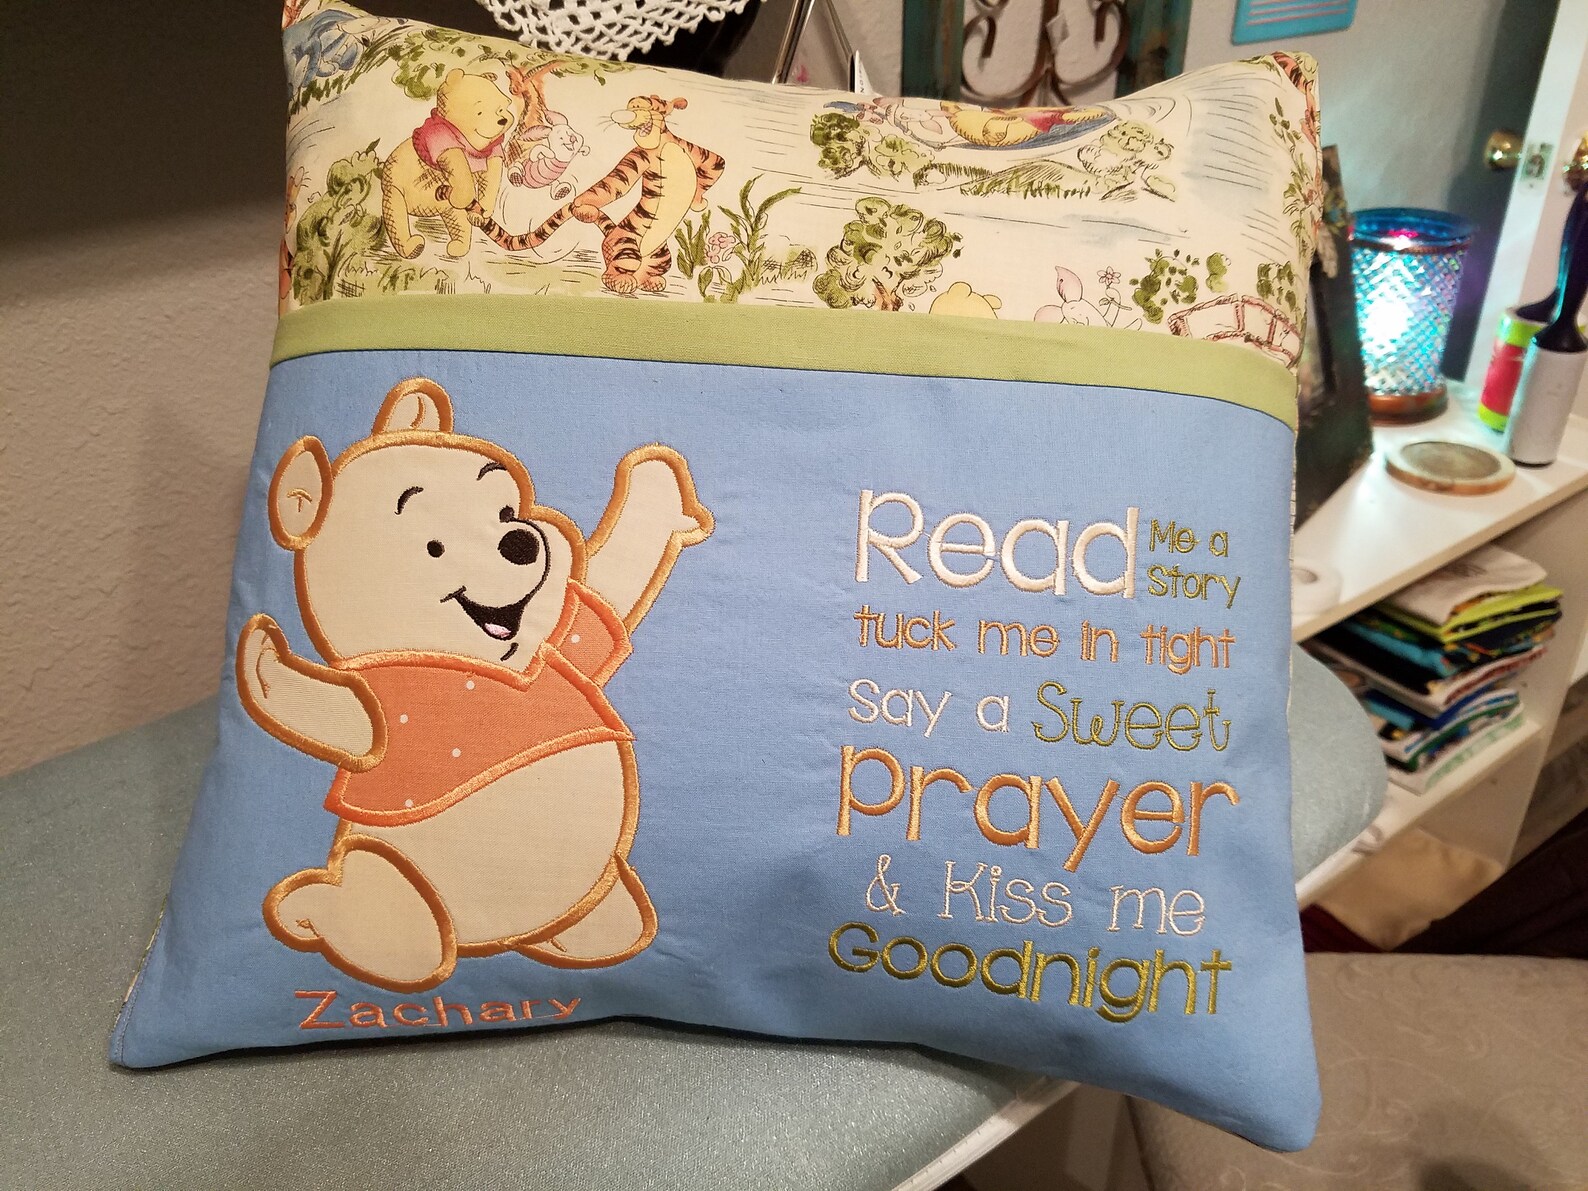 Read Me a Story
tuck me in tight
Say a Sweet
prayer
& Kiss me
Goodnight
Zachary